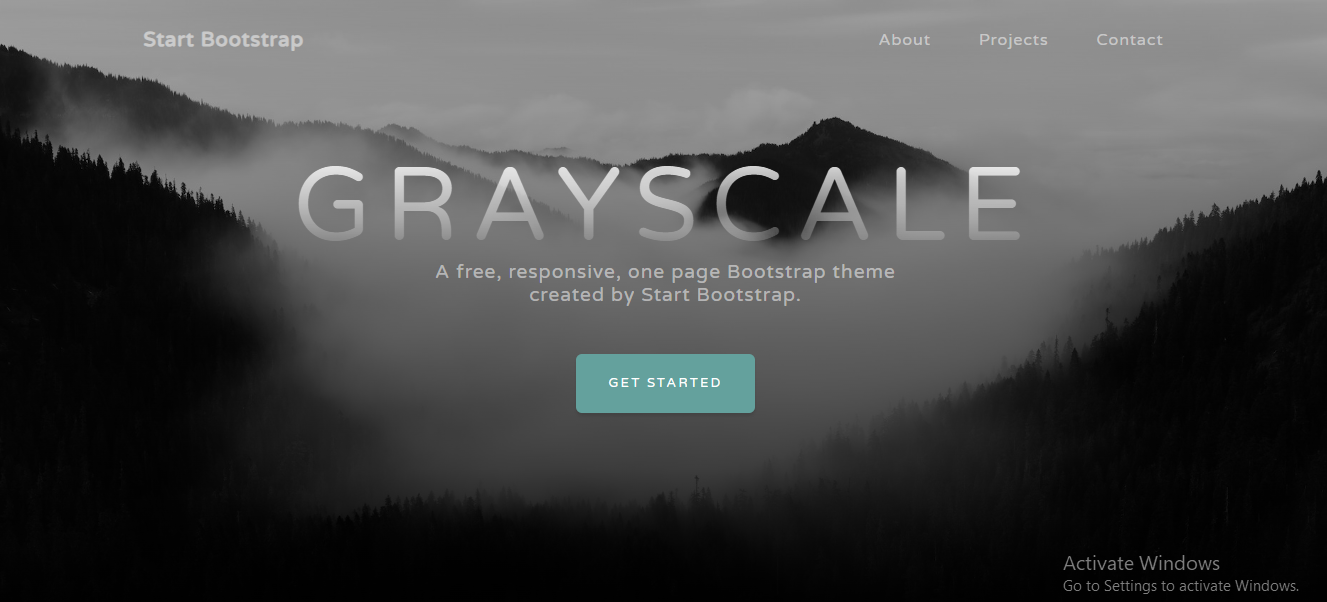 Start Bootstrap
About
Projects
Contact
GRAYSCALE
A free, responsive, one page Bootstrap theme
created by Start Bootstrap.
GET STARTED
Activate Windows
Go to Settings to activate Windows.